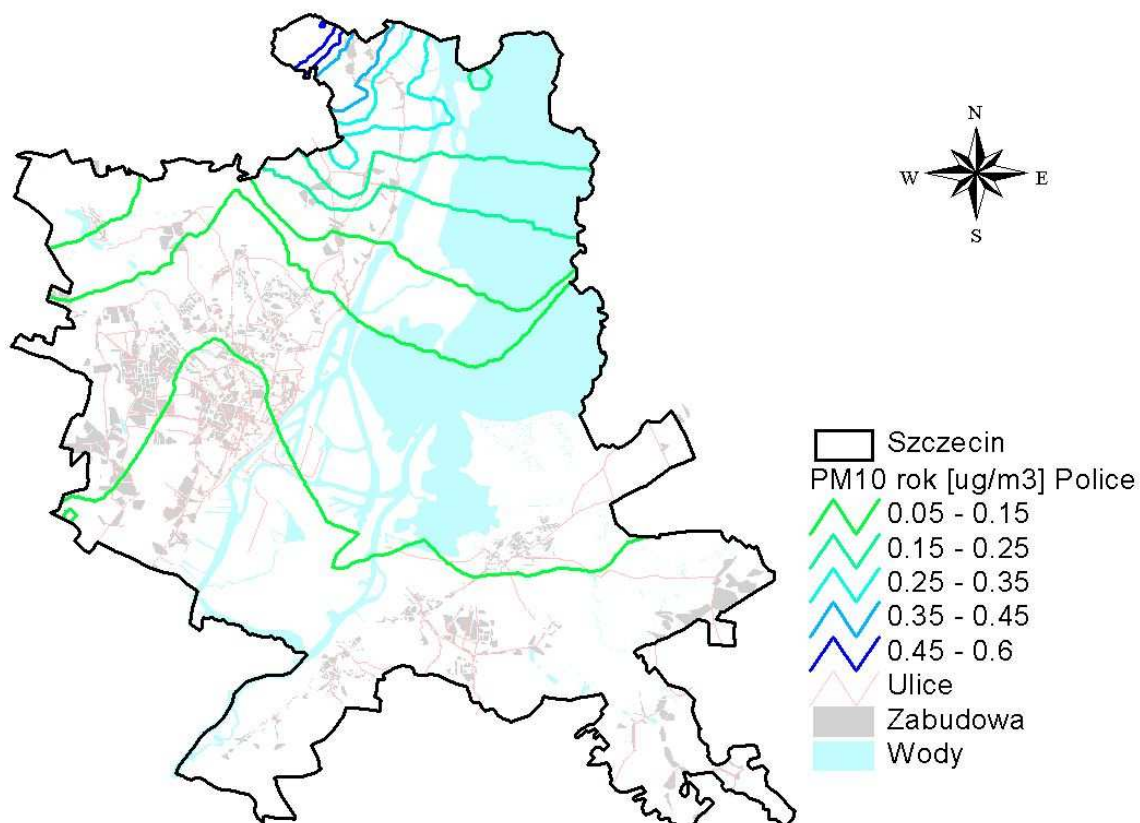 N
W E
S
Szczecin
PM10 rok [ug/m3] Police
0.05 - 0.15
0.15 - 0.25
0.25 - 0.35
0.35 - 0.45
0.45 - 0.6
Ulice
Zabudowa
Wody